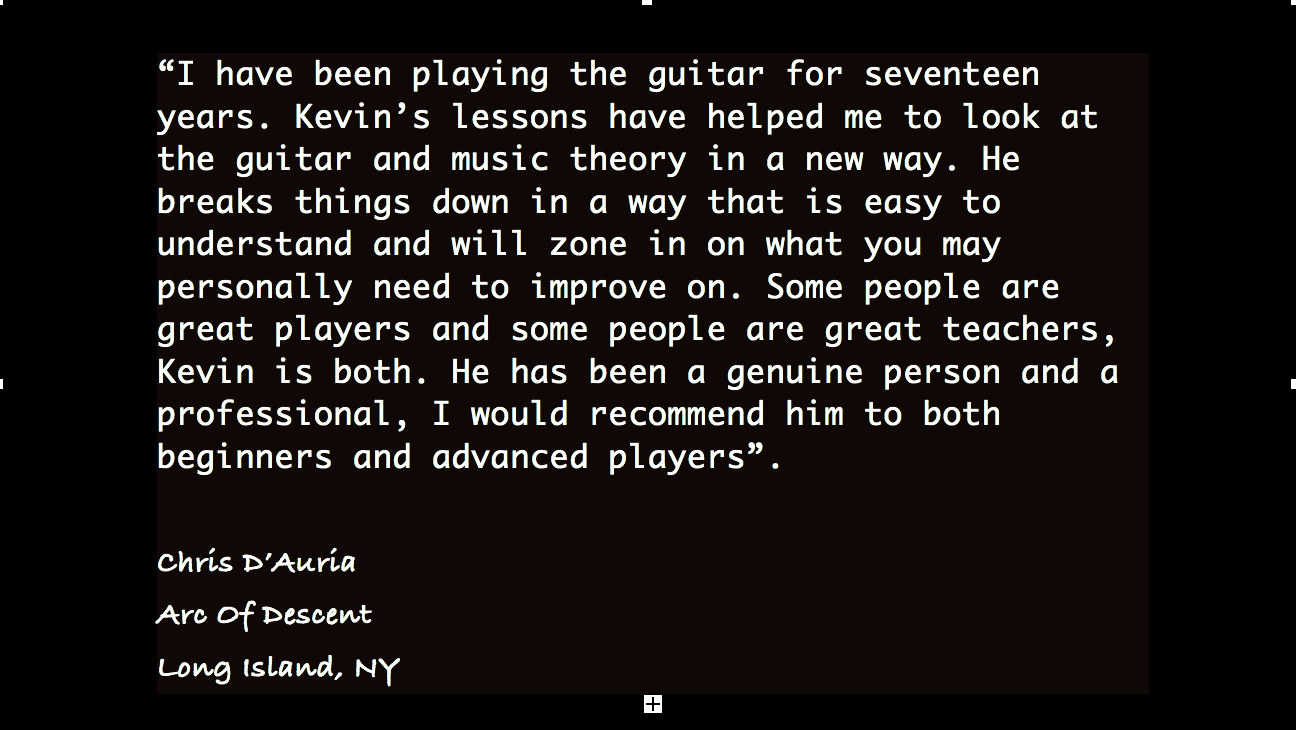 “I have been playing the guitar for seventeen
years. Kevin’s lessons have helped me to look at
the guitar and music theory in a new way. He
breaks things down in a way that is easy to
understand and will zone in on what you may
personally need to improve on. Some people are
great players and some people are great teachers,
Kevin is both. He has been a genuine person and a
professional, I would recommend him to both
beginners and advanced players”.
Chris D’Auria
Arc Of Descent
Long Island, NY